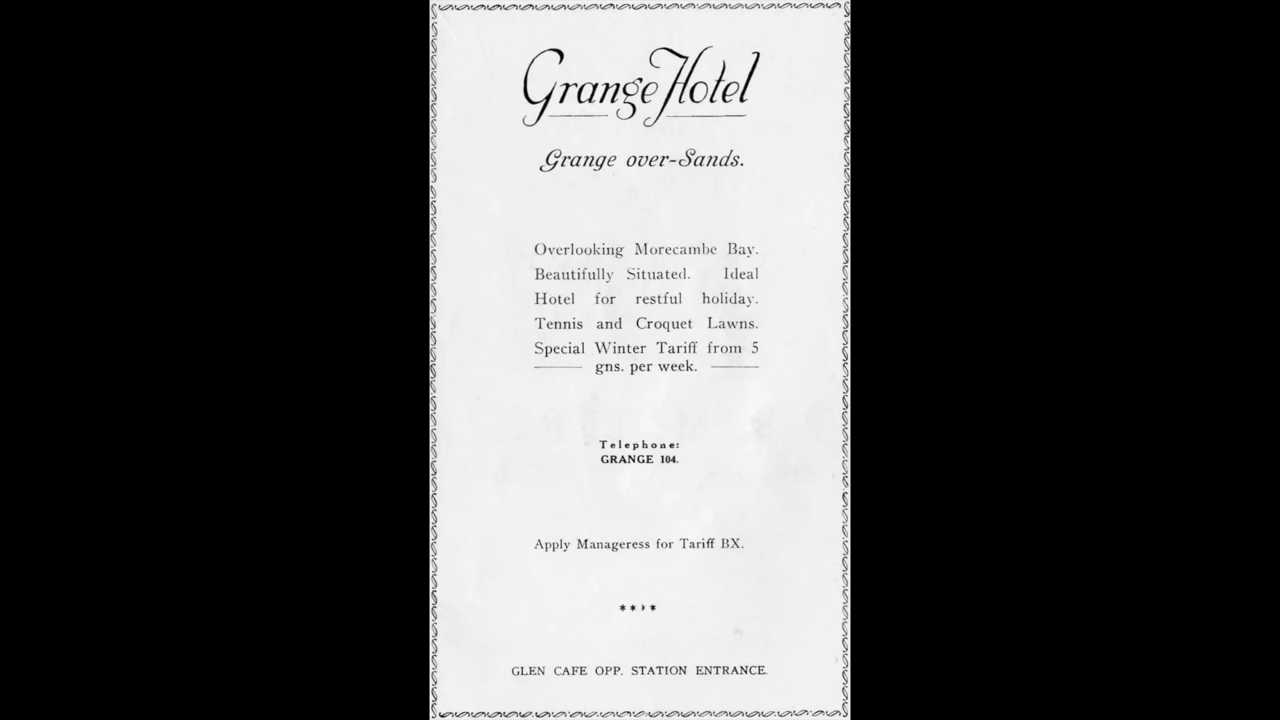 Grange Hotel
Grange over-Sands.
Overlooking Morecambe Bay.
Beautifully Situated. Ideal
Hotel for restful holiday.
Tennis and Croquet Lawns.
Special Winter Tariff from 5
gns. per week.
Telephone:
GRANGE 104.
Apply Manageress for Tariff BX.
GLEN CAFE OPP. STATION ENTRANCE.